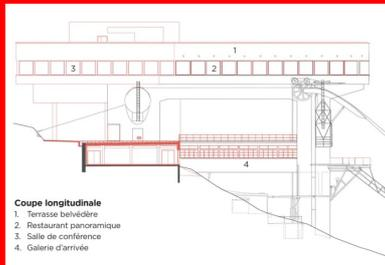 1
3
2
4
Coupe longitudinale
1. Terrasse belvédère
2. Restaurant panoramique
3. Salle de conférence
4. Galerie d'arrivée